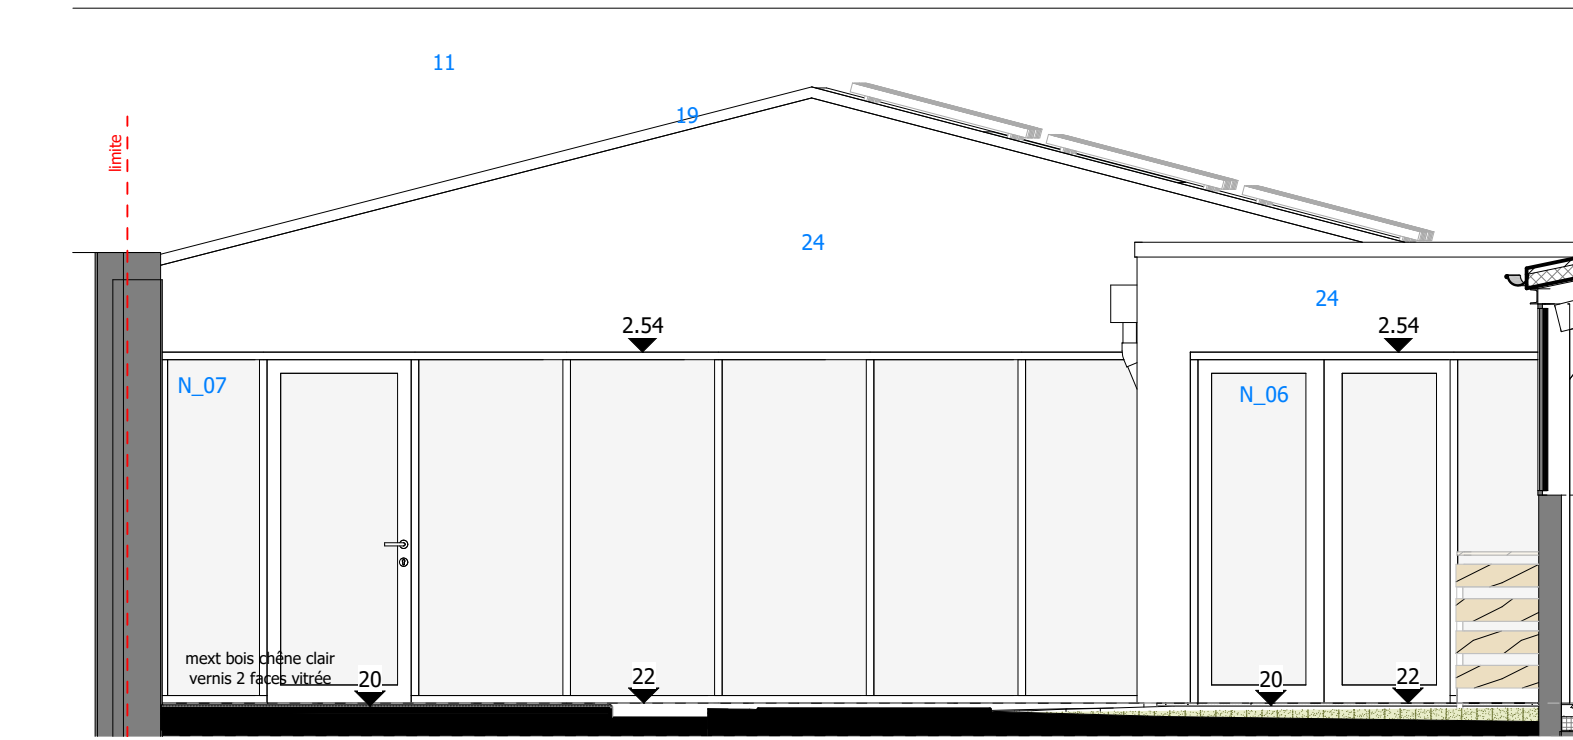 11
19
limite
24
24
2.54
2.54
N_07
N_06
mext bois chêne clair
vernis 2 faces vitrée
20
22
20
22